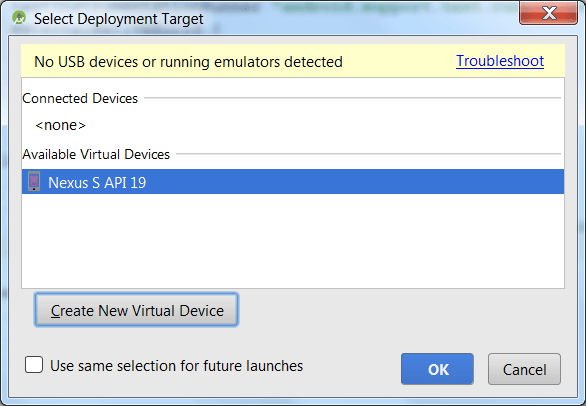 Select Deployment Target
No USB devices or running emulators detected Troubleshoot
Connected Devices
<none>
Available Virtual Devices
Nexus S API 19
Create New Virtual Device
Use same selection for future launches
OK Cancel